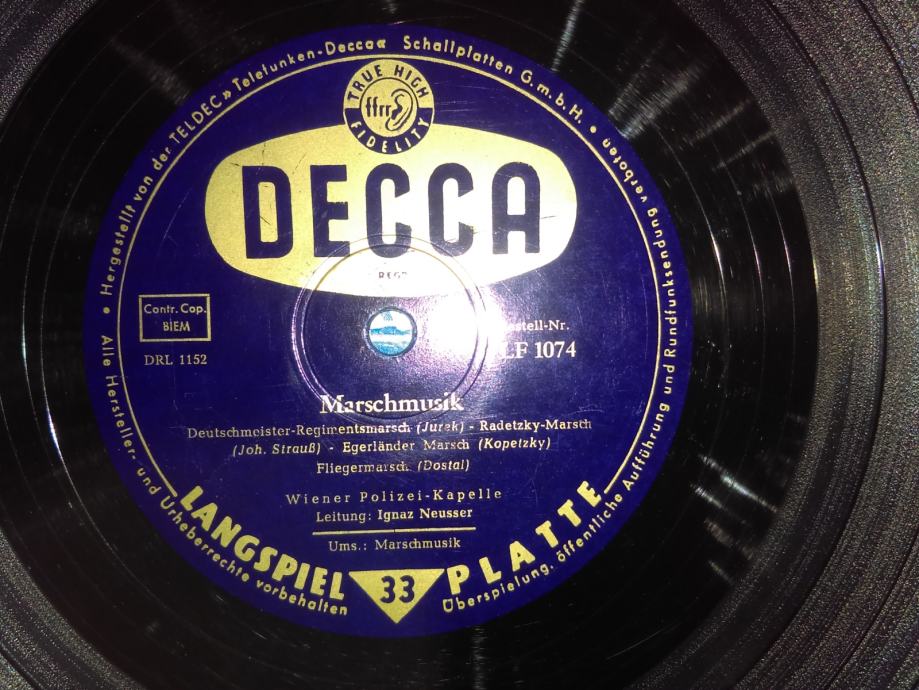 • Hergestellt von der TELDEC »Telefunken-Decca« Schallplatten G.m.b.H. •
TRUE HIGH
ffrr
FIDELITY
DECCA
REGD
Contr. Cop.
BIEM
DRL 1152
LF 1074
Marschmusik
Deutschmeister-Regimentsmarsch (Jurek) - Radetzky-Marsch
(Joh. Strauß) - Egerländer Marsch (Kopetzky)
Fliegermarsch (Dostal)
Wiener Polizei-Kapelle
Leitung: Ignaz Neusser
Ums.: Marschmusik
LANGSPIEL 33 PLATTE
Alle Hersteller- und Urheberrechte vorbehalten
Überspielung, öffentliche Aufführung und Rundfunksendung verboten